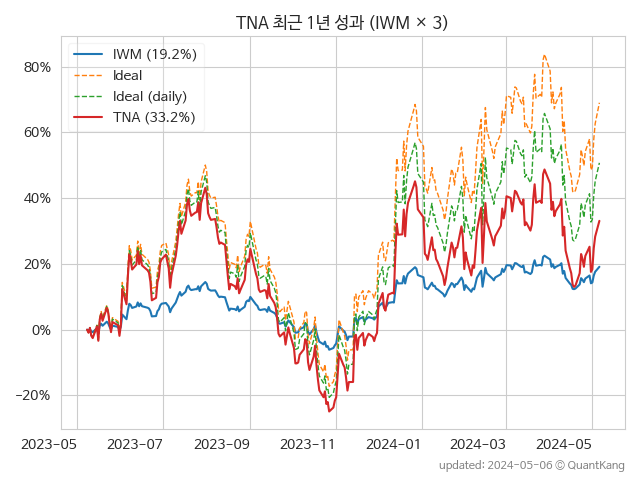 TNA 최근 1년 성과 (IWM × 3)
IWM (19.2%)
Ideal
Ideal (daily)
TNA (33.2%)
80%
60%
40%
20%
0%
−20%
2023-05
2023-07
2023-09
2023-11
2024-01
2024-03
2024-05
updated: 2024-05-06 © QuantKang